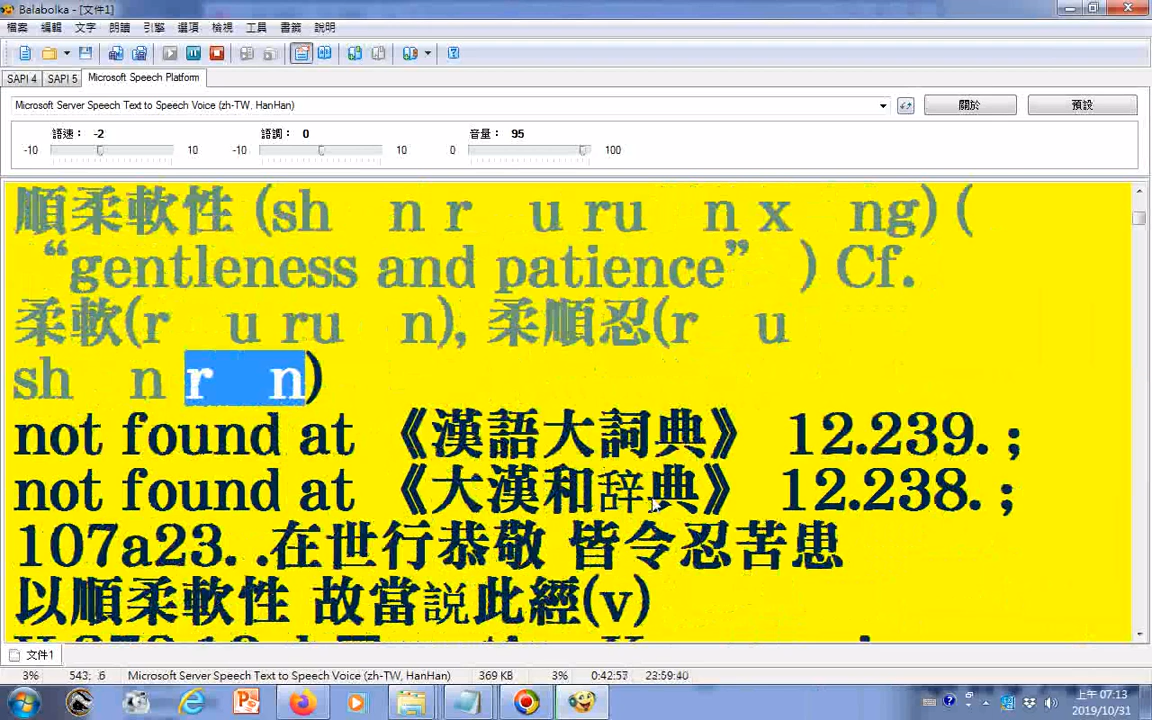 Balabolka - [文件1]
檔案 編輯 文字 朗讀 引擎 選項 檢視 工具 書籤 說明
SAPI 4 SAPI 5 Microsoft Speech Platform
Microsoft Server Speech Text to Speech Voice (zh-TW, HanHan) 關於 預設
語速： -2 語調： 0 音量： 95
-10 10 -10 10 0 100
順柔軟性 (sh n r u ru n x ng) (
“gentleness and patience” ) Cf.
柔軟(r u ru n), 柔順忍(r u
sh n r n)
not found at 《漢語大詞典》 12.239. ;
not found at 《大漢和辞典》 12.238. ;
107a23. .在世行恭敬 皆令忍苦患
以順柔軟性 故當説此經(v)
文件1
3% 543: 6 Microsoft Server Speech Text to Speech Voice (zh-TW, HanHan) 369 KB 3% 0:42:57 23:59:40
上午 07:13
2019/10/31